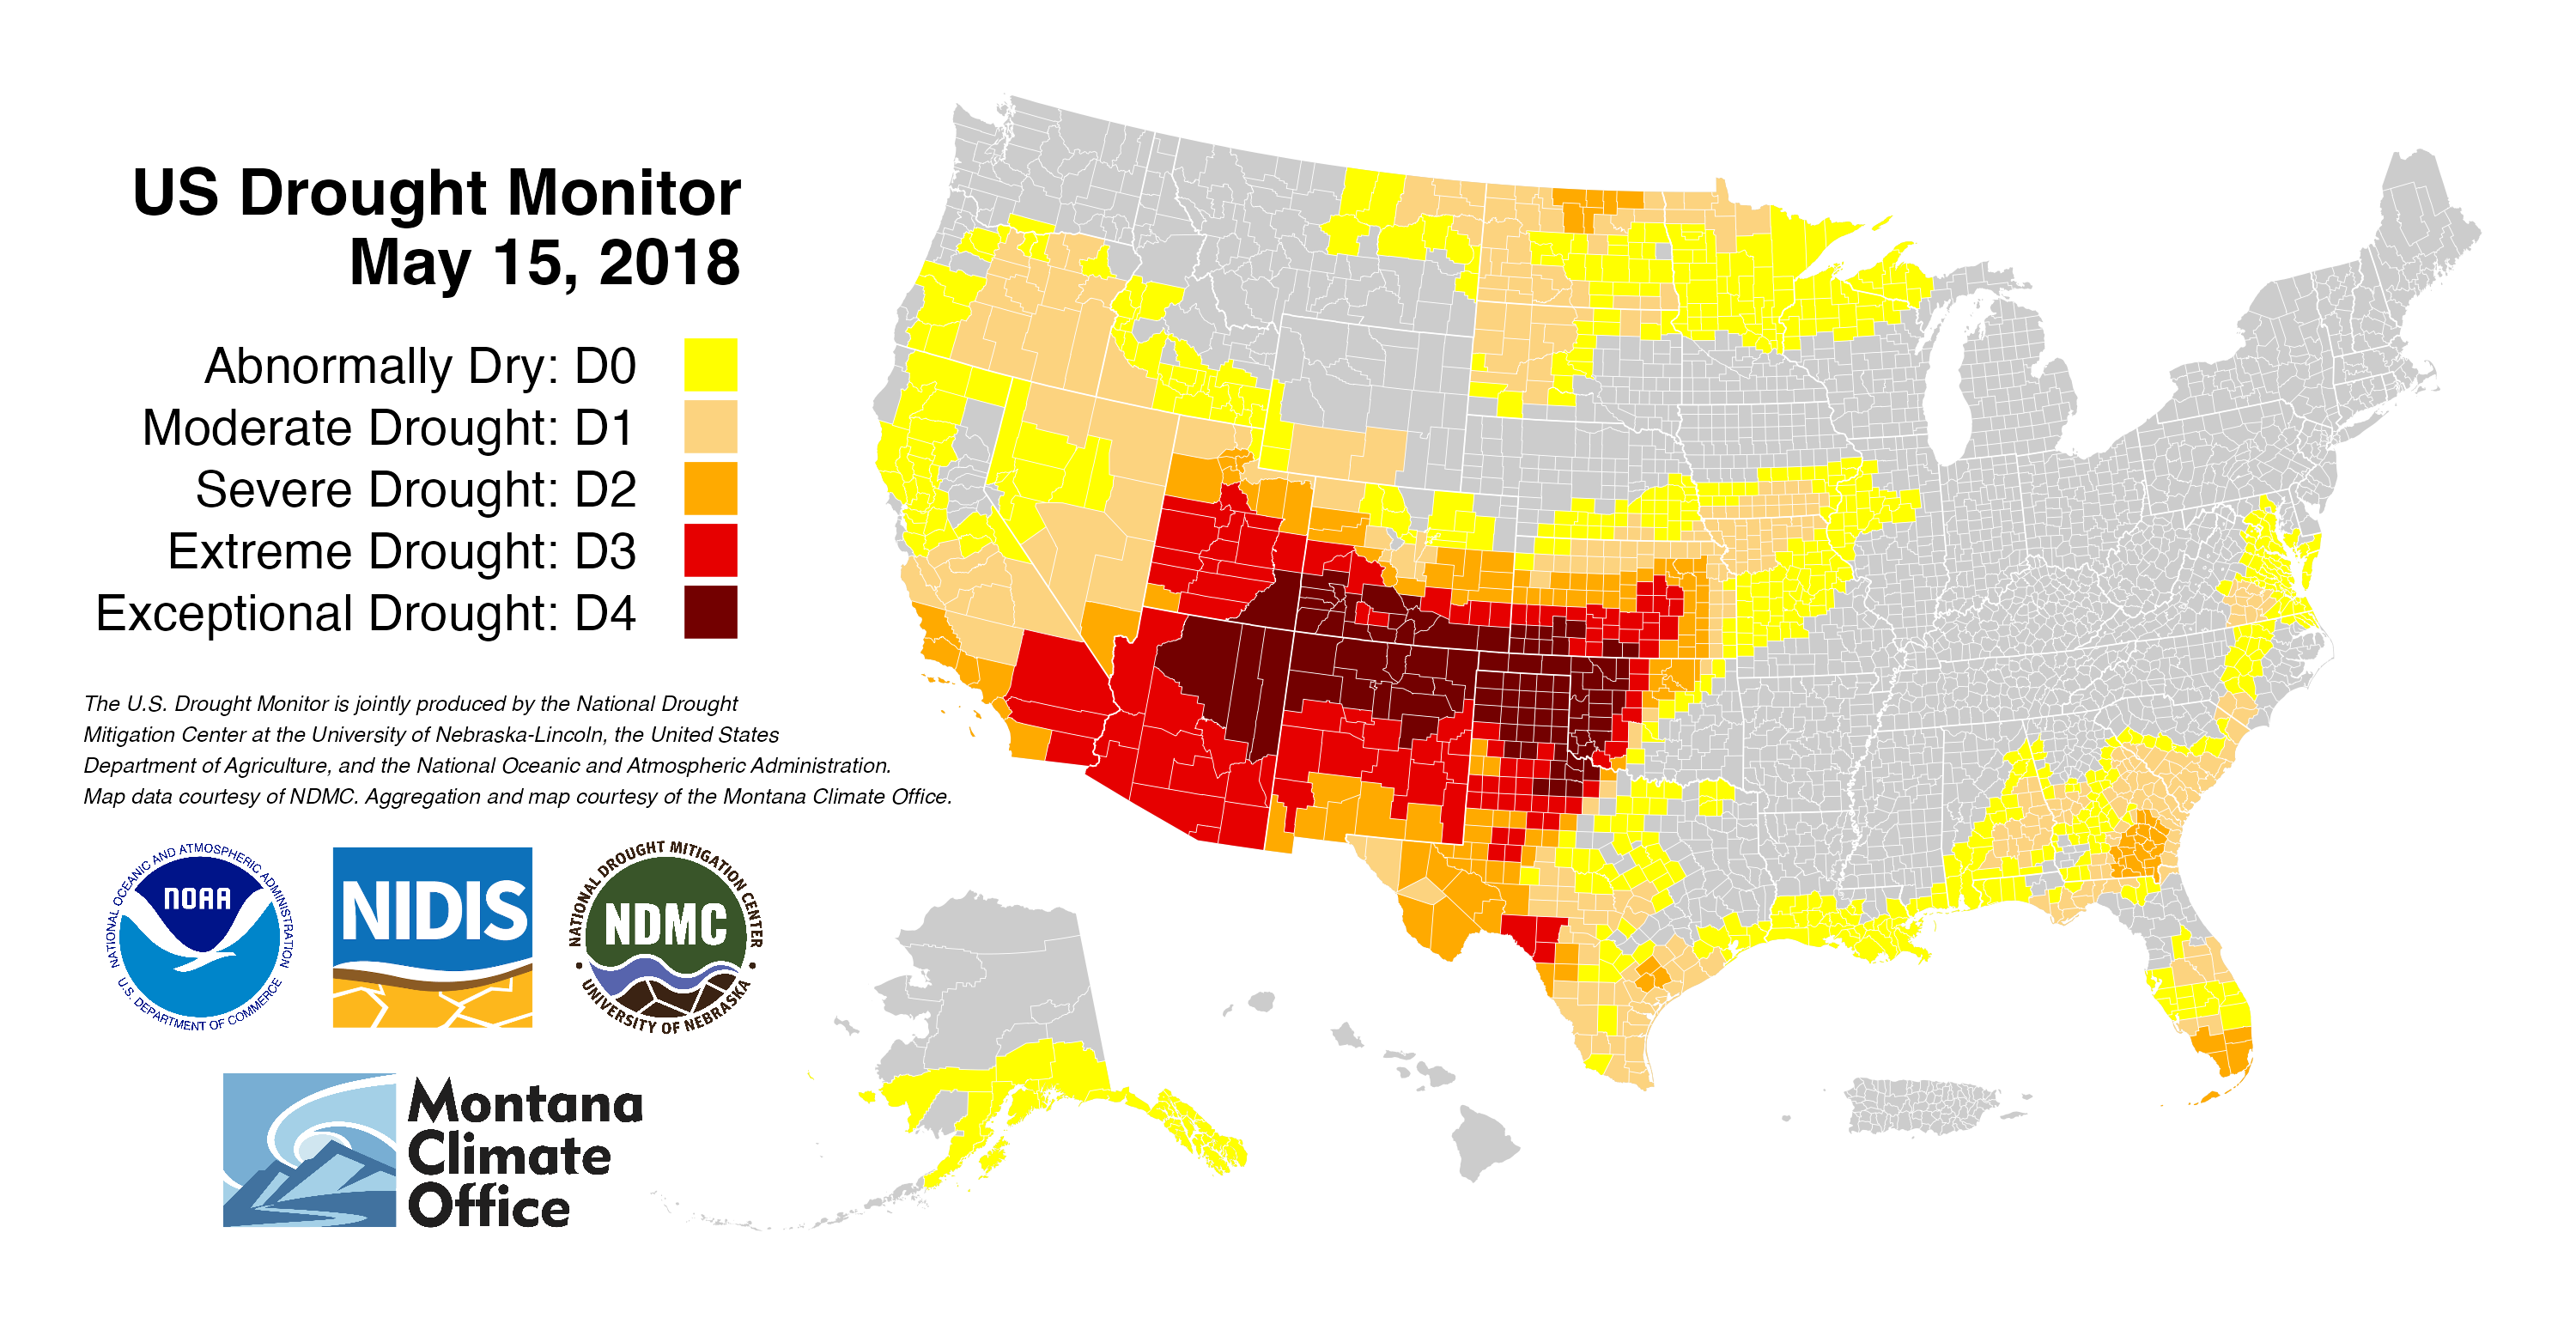 US Drought Monitor
May 15, 2018
Abnormally Dry: D0
Moderate Drought: D1
Severe Drought: D2
Extreme Drought: D3
Exceptional Drought: D4
The U.S. Drought Monitor is jointly produced by the National Drought
Mitigation Center at the University of Nebraska-Lincoln, the United States
Department of Agriculture, and the National Oceanic and Atmospheric Administration.
Map data courtesy of NDMC. Aggregation and map courtesy of the Montana Climate Office.
NATIONAL OCEANIC AND ATMOSPHERIC ADMINISTRATION
NOAA
U.S. DEPARTMENT OF COMMERCE
NIDIS
NATIONAL DROUGHT MITIGATION CENTER
NDMC
UNIVERSITY OF NEBRASKA
Montana
Climate
Office